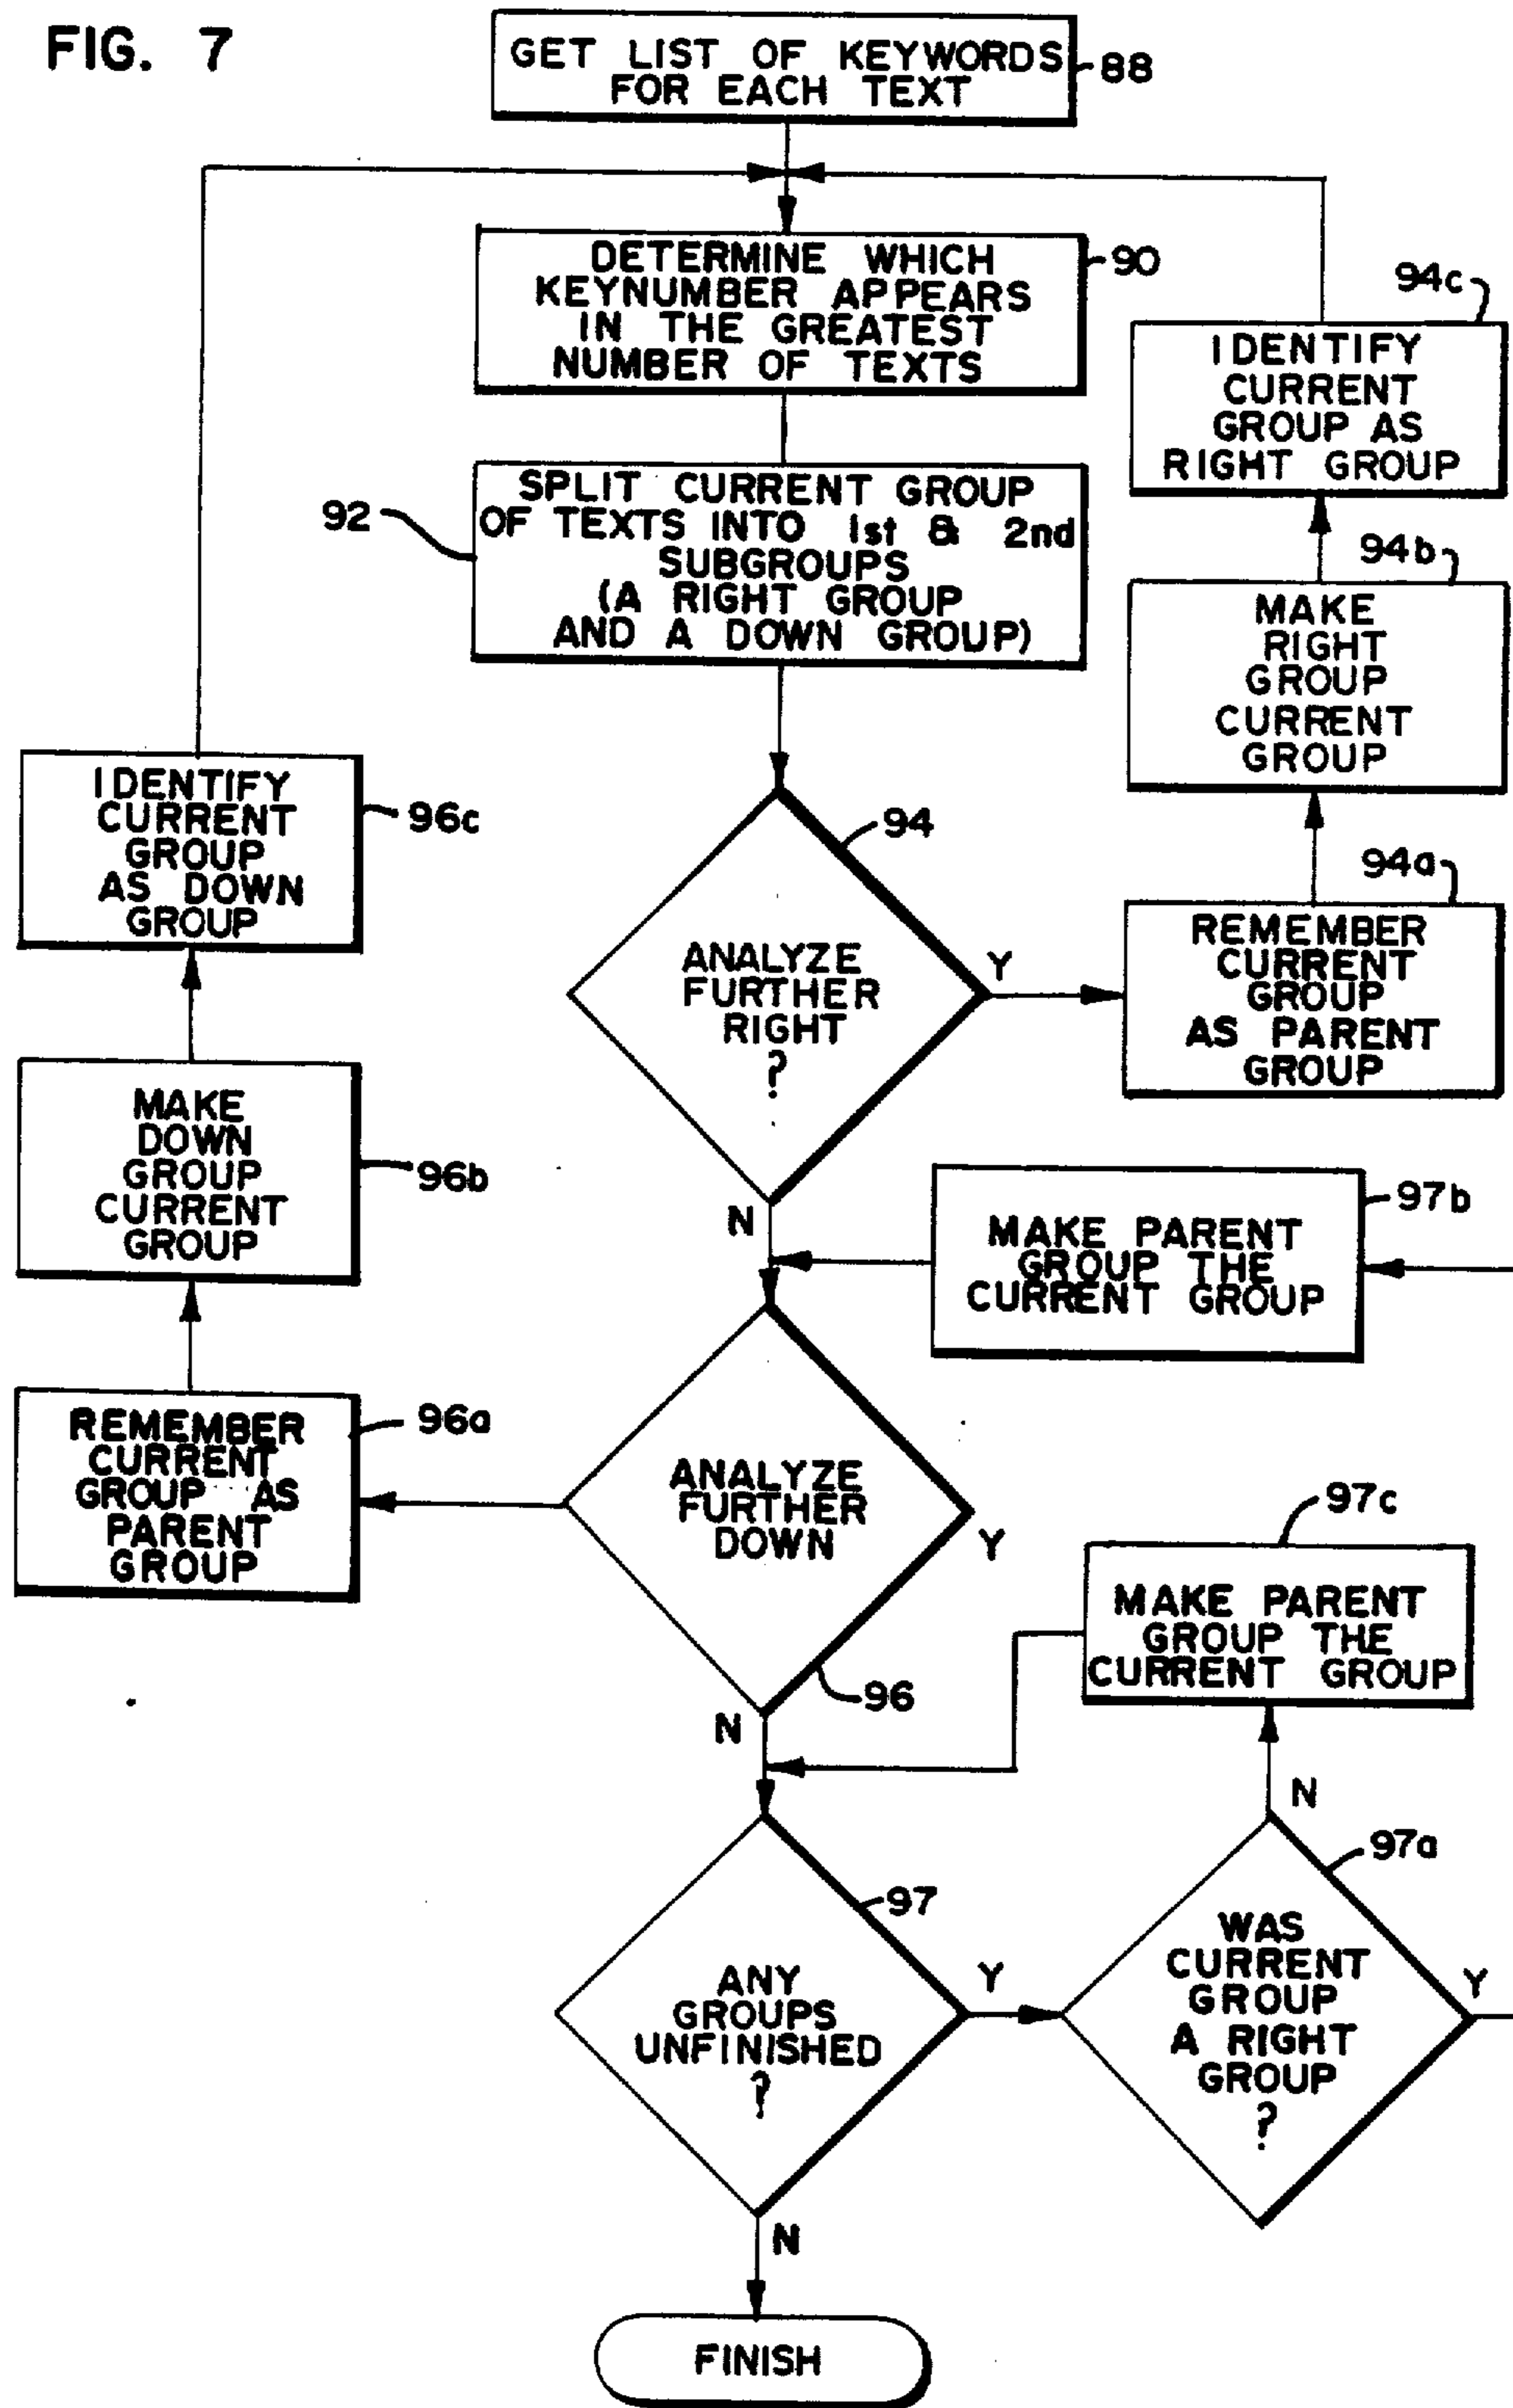 FIG. 7
GET LIST OF KEYWORDS
FOR EACH TEXT
88
DETERMINE WHICH
KEYNUMBER APPEARS
IN THE GREATEST
NUMBER OF TEXTS
90
SPLIT CURRENT GROUP
OF TEXTS INTO 1st & 2nd
SUBGROUPS
(A RIGHT GROUP
AND A DOWN GROUP)
92
94c
IDENTIFY
CURRENT
GROUP AS
RIGHT GROUP
94b
MAKE
RIGHT
GROUP
CURRENT
GROUP
94a
REMEMBER
CURRENT
GROUP
AS PARENT
GROUP
94
ANALYZE
FURTHER
RIGHT
?
Y
N
IDENTIFY
CURRENT
GROUP
AS DOWN
GROUP
96c
MAKE
DOWN
GROUP
CURRENT
GROUP
96b
REMEMBER
CURRENT
GROUP AS
PARENT
GROUP
96a
97b
MAKE PARENT
GROUP THE
CURRENT GROUP
ANALYZE
FURTHER
DOWN
Y
96
N
97c
MAKE PARENT
GROUP THE
CURRENT GROUP
N
97a
97
ANY
GROUPS
UNFINISHED
?
Y
WAS
CURRENT
GROUP
A RIGHT
GROUP
?
Y
N
FINISH